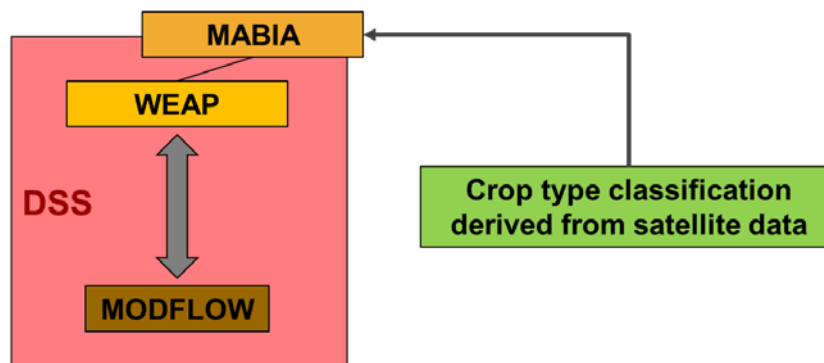 MABIA
WEAP
DSS
Crop type classification
derived from satellite data
MODFLOW